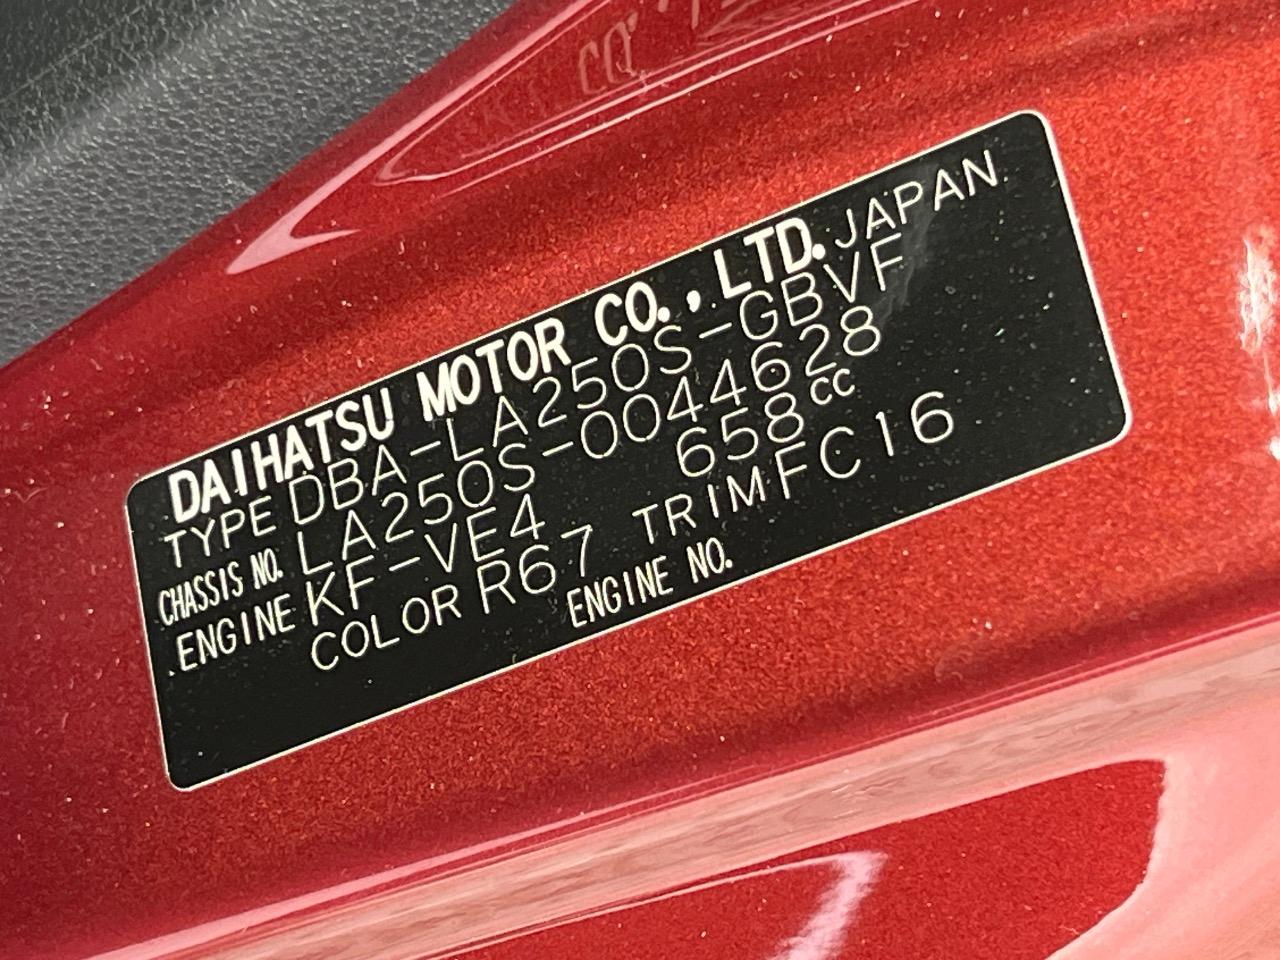 DAIHATSU MOTOR CO., LTD. JAPAN
TYPE DBA-LA250S-GBVF
CHASSIS NO. LA250S-0044628
ENGINE KF-VE4 658cc
COLOR R67 TRIM FC16
ENGINE NO.